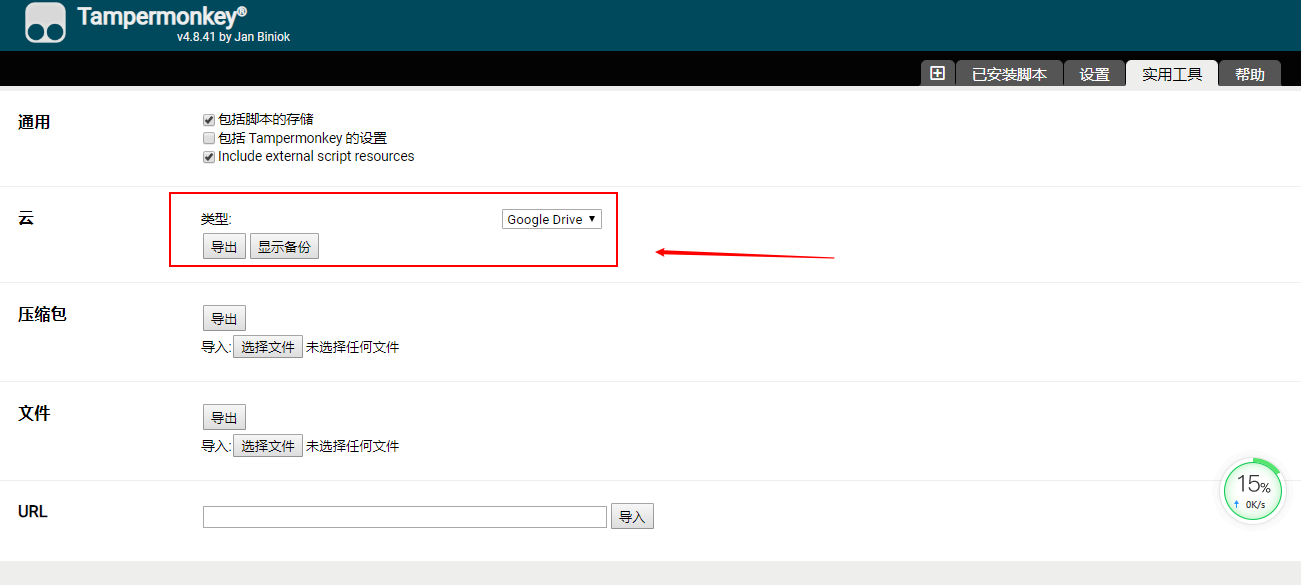 Tampermonkey®
v4.8.41 by Jan Biniok
已安装脚本 设置 实用工具 帮助
通用
包括脚本的存储
包括 Tampermonkey 的设置
Include external script resources
云
类型: Google Drive
导出 显示备份
压缩包
导出
导入: 选择文件 未选择任何文件
文件
导出
导入: 选择文件 未选择任何文件
15%
0K/s
URL
导入